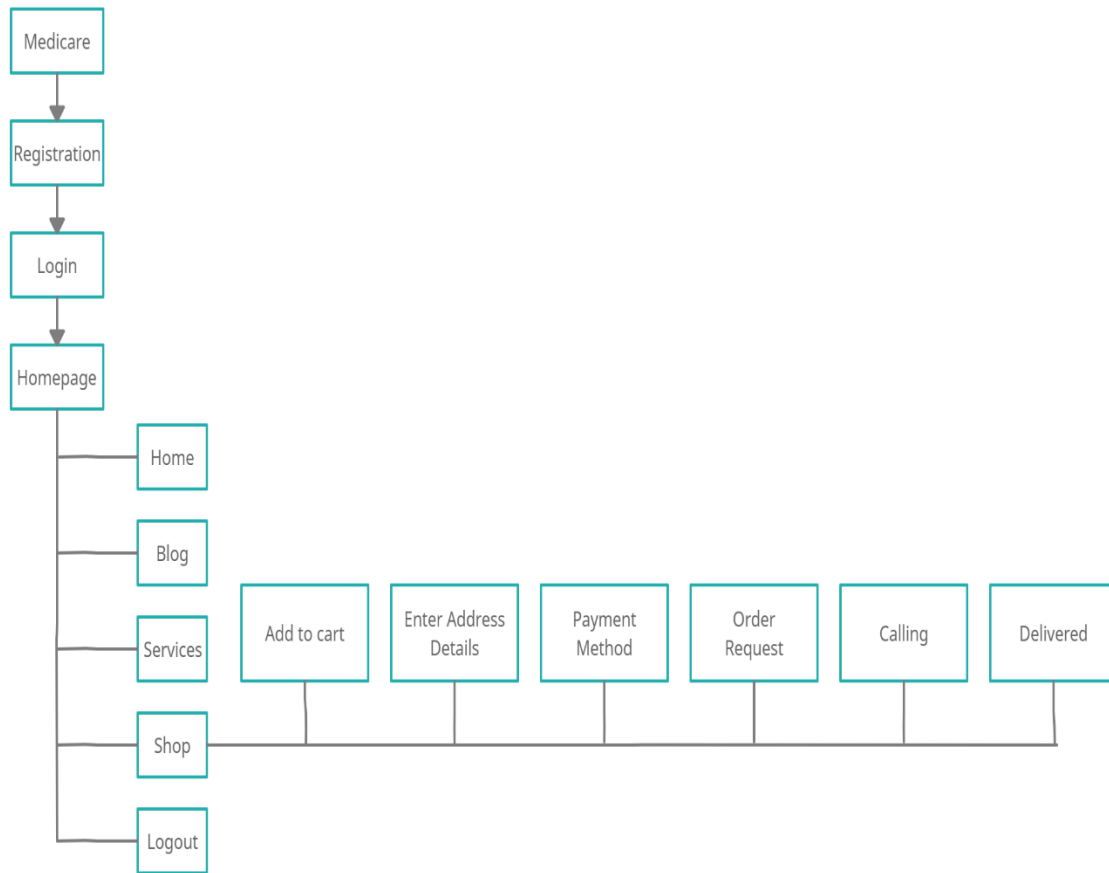 Medicare
Registration
Login
Homepage
Home
Blog
Services
Add to cart
Enter Address
Details
Payment
Method
Order
Request
Calling
Delivered
Shop
Logout